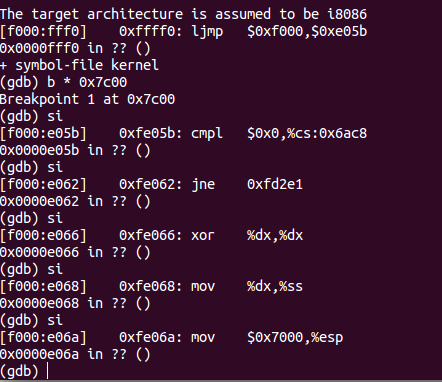 The target architecture is assumed to be i8086
[f000:fff0]    0xffff0: ljmp   $0xf000,$0xe05b
0x0000fff0 in ?? ()
+ symbol-file kernel
(gdb) b * 0x7c00
Breakpoint 1 at 0x7c00
(gdb) si
[f000:e05b]    0xfe05b: cmpl   $0x0,%cs:0x6ac8
0x0000e05b in ?? ()
(gdb) si
[f000:e062]    0xfe062: jne    0xfd2e1
0x0000e062 in ?? ()
(gdb) si
[f000:e066]    0xfe066: xor    %dx,%dx
0x0000e066 in ?? ()
(gdb) si
[f000:e068]    0xfe068: mov    %dx,%ss
0x0000e068 in ?? ()
(gdb) si
[f000:e06a]    0xfe06a: mov    $0x7000,%esp
0x0000e06a in ?? ()
(gdb)